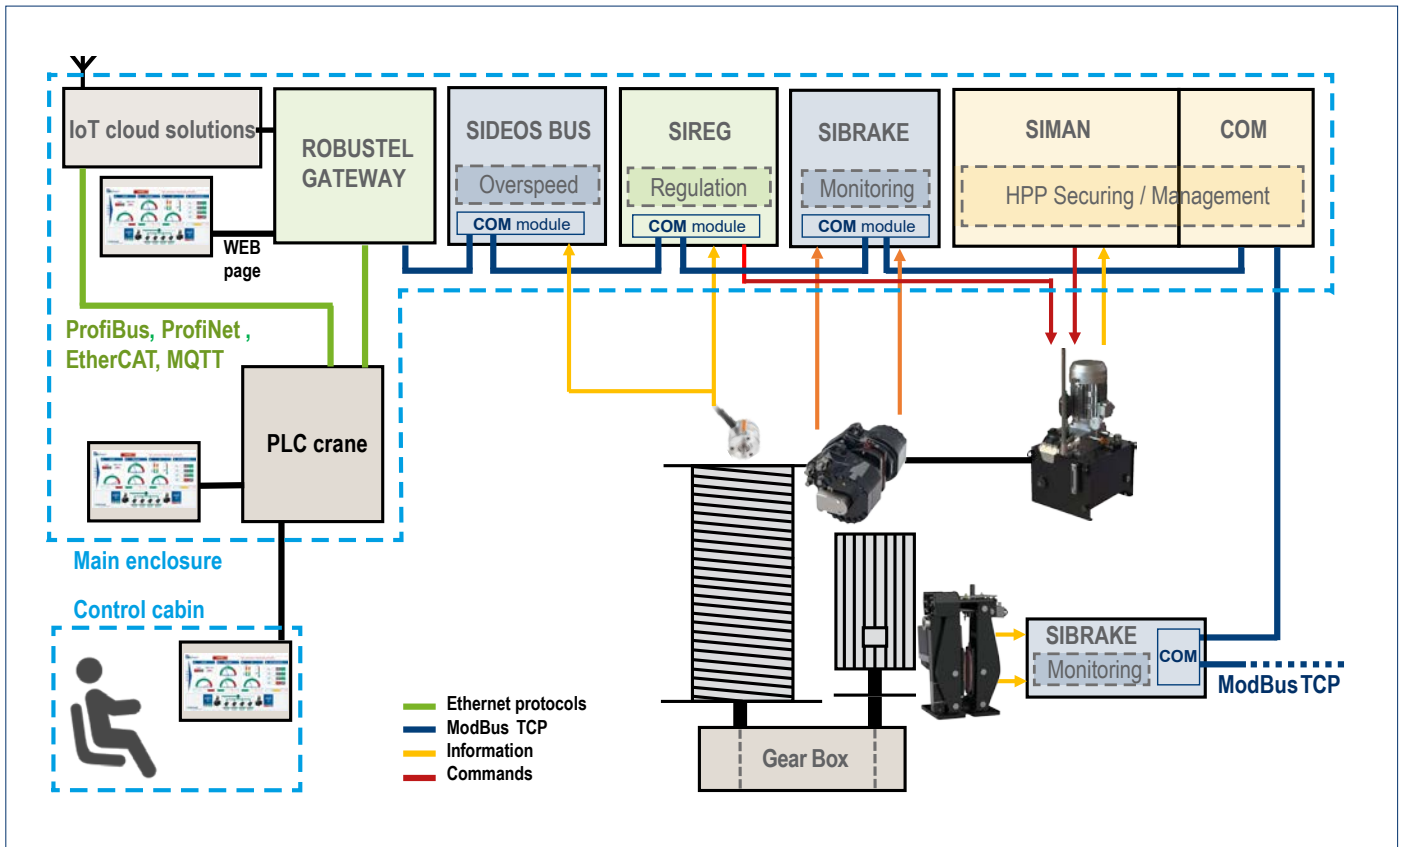 IoT cloud solutions
ROBUSTEL
GATEWAY
SIDEOS BUS
Overspeed
COM module
SIREG
Regulation
COM module
SIBRAKE
Monitoring
COM module
SIMAN
COM
HPP Securing / Management
WEB
page
ProfiBus, ProfiNet ,
EtherCAT, MQTT
PLC crane
Main enclosure
Control cabin
SIBRAKE
Monitoring
COM
ModBus TCP
Ethernet protocols
ModBus TCP
Information
Commands
Gear Box